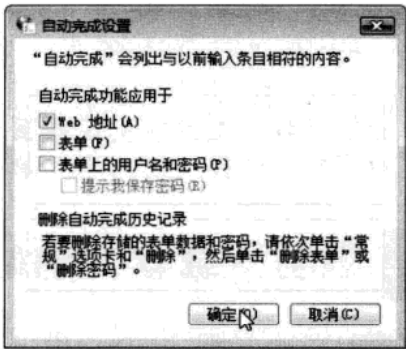 自动完成设置
“自动完成”会列出与以前输入条目相符的内容。
自动完成功能应用于
Web 地址(A)
表单(F)
表单上的用户名和密码(P)
提示我保存密码(R)
删除自动完成历史记录
若要删除存储的表单数据和密码，请依次单击“常
规”选项卡和“删除”，然后单击“删除表单”或
“删除密码”。
确定
取消(C)